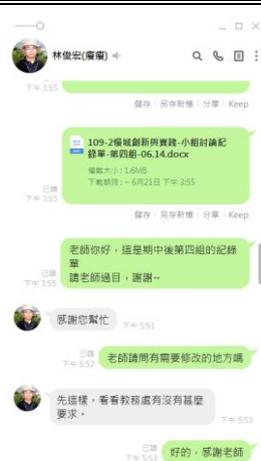 林俊宏(癈癈)
下午 3:55
儲存｜另存新檔｜分享｜Keep
109-2慢城創新與實踐-小組討論紀
錄單-第四組-06.14.docx
檔案大小：1.6MB
下載期限：~ 6月21日 下午 3:55
已讀
下午 3:55
儲存｜另存新檔｜分享｜Keep
老師你好，這是期中後第四組的紀錄
單
請老師過目，謝謝~
已讀
下午 3:55
感謝您幫忙
下午 5:51
已讀
下午 5:52
老師請問有需要修改的地方嗎
先這樣，看看教務處有沒有甚麼
要求。
下午 5:53
已讀
下午 5:53
好的，感謝老師